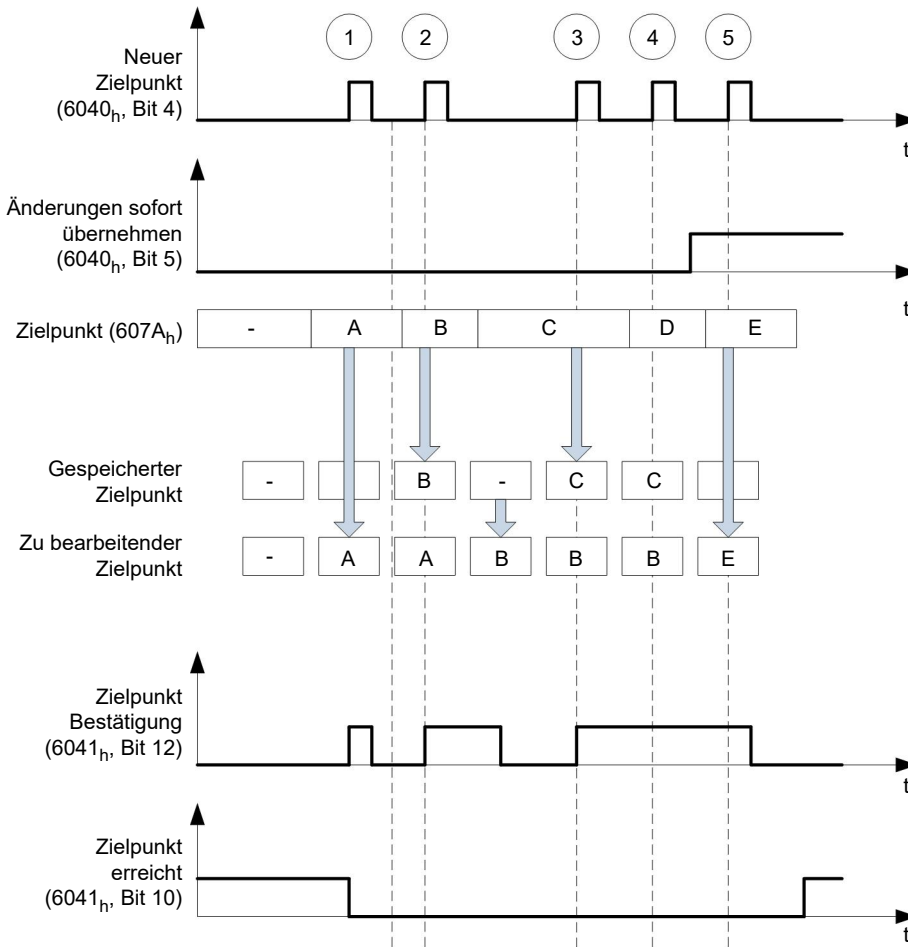 1 2 3 4 5
Neuer
Zielpunkt
(6040h, Bit 4)
t
Änderungen sofort
übernehmen
(6040h, Bit 5)
t
Zielpunkt (607Ah) - A B C D E
Gespeicherter
Zielpunkt
- B - C C
Zu bearbeitender
Zielpunkt
- A A B B B E
Zielpunkt
Bestätigung
(6041h, Bit 12)
t
Zielpunkt
erreicht
(6041h, Bit 10)
t